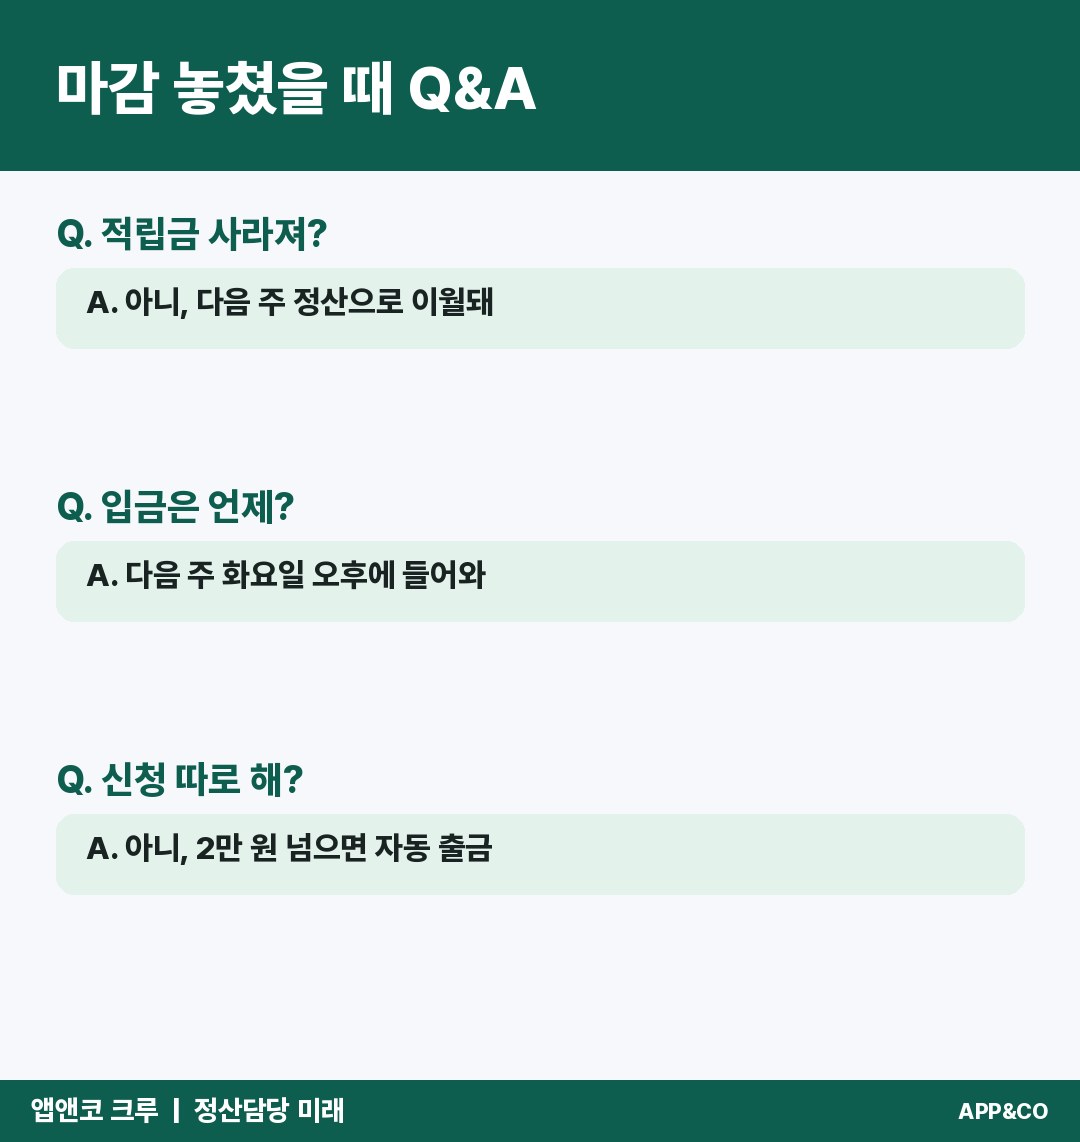 마감 놓쳤을 때 Q&A
Q. 적립금 사라져?
A. 아니, 다음 주 정산으로 이월돼
Q. 입금은 언제?
A. 다음 주 화요일 오후에 들어와
Q. 신청 따로 해?
A. 아니, 2만 원 넘으면 자동 출금
앱앤코 크루 | 정산담당 미래
APP&CO